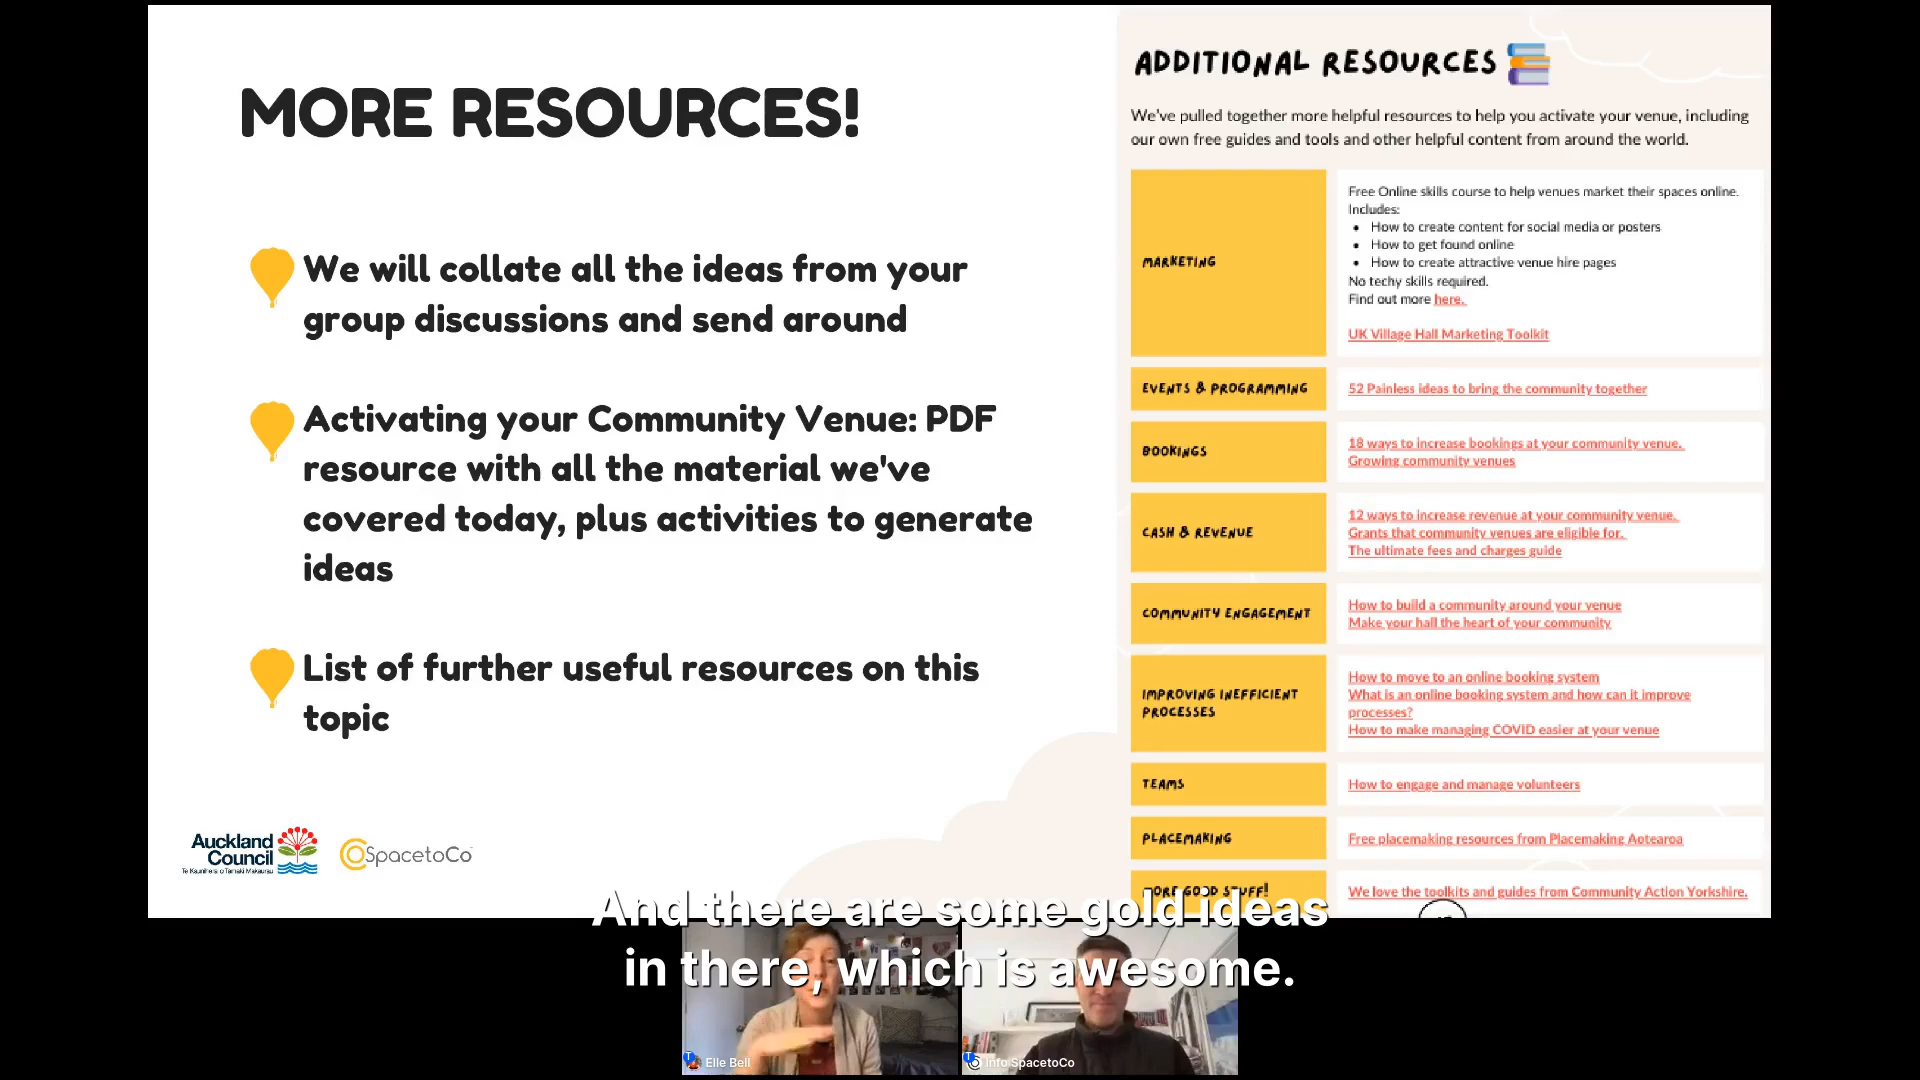 MORE RESOURCES!
We will collate all the ideas from your
group discussions and send around
Activating your Community Venue: PDF
resource with all the material we've
covered today, plus activities to generate
ideas
List of further useful resources on this
topic
Auckland
Council
Te Kaunihera o Tāmaki Makaurau
SpacetoCo
ADDITIONAL RESOURCES
We've pulled together more helpful resources to help you activate your venue, including
our own free guides and tools and other helpful content from around the world.
MARKETING
Free Online skills course to help venues market their spaces online.
Includes:
• How to create content for social media or posters
• How to get found online
• How to create attractive venue hire pages
No techy skills required.
Find out more here.
UK Village Hall Marketing Toolkit
EVENTS & PROGRAMMING
52 Painless ideas to bring the community together
BOOKINGS
18 ways to increase bookings at your community venue.
Growing community venues
CASH & REVENUE
12 ways to increase revenue at your community venue.
Grants that community venues are eligible for.
The ultimate fees and charges guide
COMMUNITY ENGAGEMENT
How to build a community around your venue
Make your hall the heart of your community
IMPROVING INEFFICIENT
PROCESSES
How to move to an online booking system
What is an online booking system and how can it improve
processes?
How to make managing COVID easier at your venue
TEAMS
How to engage and manage volunteers
PLACEMAKING
Free placemaking resources from Placemaking Aotearoa
MORE GOOD STUFF!
We love the toolkits and guides from Community Action Yorkshire.
And there are some gold ideas
in there, which is awesome.
Elle Bell
Info SpacetoCo